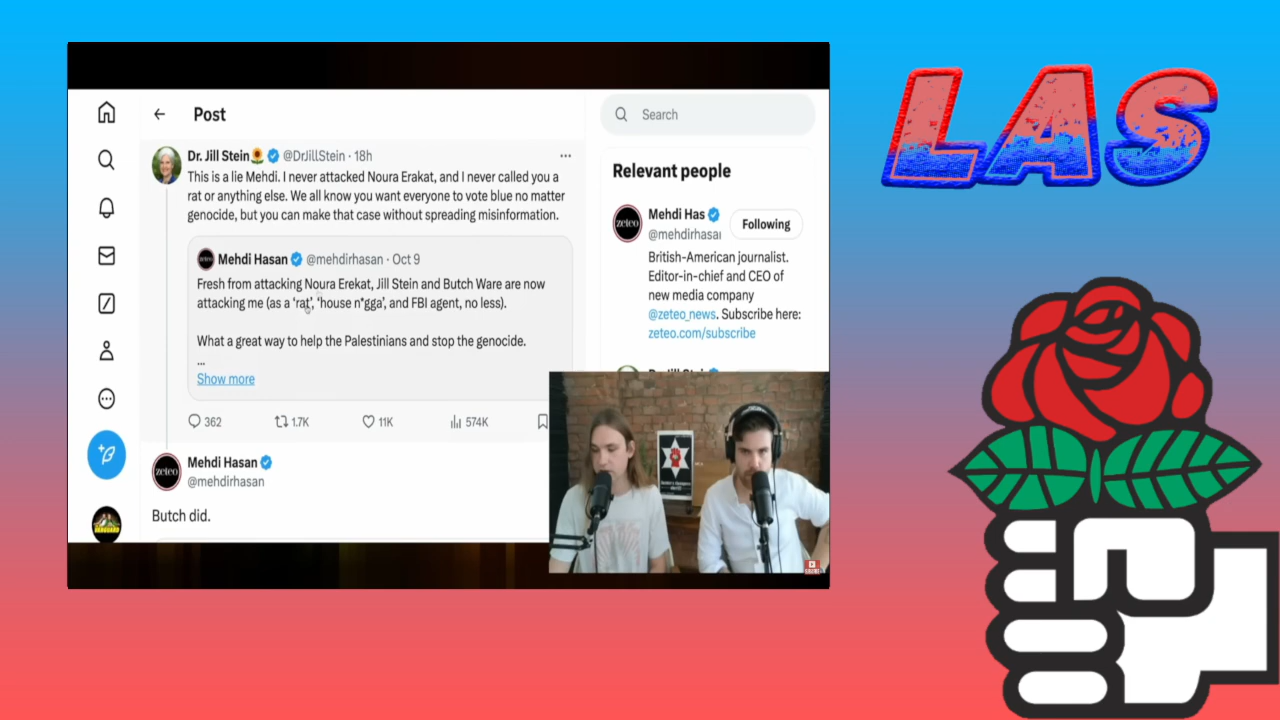 LAS
Post
Search
Dr. Jill Stein🌻 @DrJillStein · 18h
This is a lie Mehdi. I never attacked Noura Erakat, and I never called you a
rat or anything else. We all know you want everyone to vote blue no matter
genocide, but you can make that case without spreading misinformation.
zeteo
Mehdi Hasan @mehdirhasan · Oct 9
Fresh from attacking Noura Erekat, Jill Stein and Butch Ware are now
attacking me (as a 'rat', 'house n*gga', and FBI agent, no less).
What a great way to help the Palestinians and stop the genocide.
...
Show more
362 1.7K 11K 574K
zeteo
Mehdi Hasan
@mehdirhasan
Butch did.
Relevant people
zeteo
Mehdi Has
@mehdirhasa
Following
British-American journalist.
Editor-in-chief and CEO of
new media company
@zeteo_news. Subscribe here:
zeteo.com/subscribe
VANGUARD